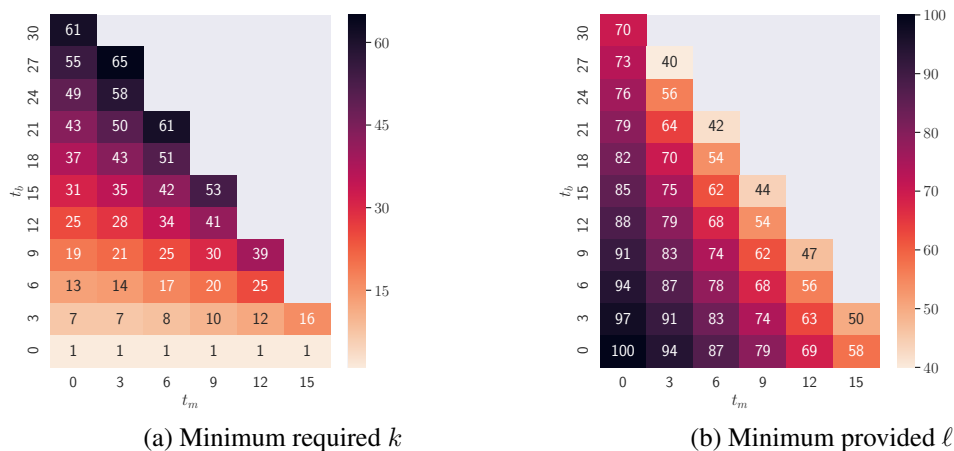 30 61
27 55 65
24 49 58
21 43 50 61
18 37 43 51
15 31 35 42 53
12 25 28 34 41
9 19 21 25 30 39
6 13 14 17 20 25
3 7 7 8 10 12 16
0 1 1 1 1 1 1
0 3 6 9 12 15
t_b
t_m
60
45
30
15
(a) Minimum required k
30 70
27 73 40
24 76 56
21 79 64 42
18 82 70 54
15 85 75 62 44
12 88 79 68 54
9 91 83 74 62 47
6 94 87 78 68 56
3 97 91 83 74 63 50
0 100 94 87 79 69 58
0 3 6 9 12 15
t_b
t_m
100
90
80
70
60
50
40
(b) Minimum provided ℓ